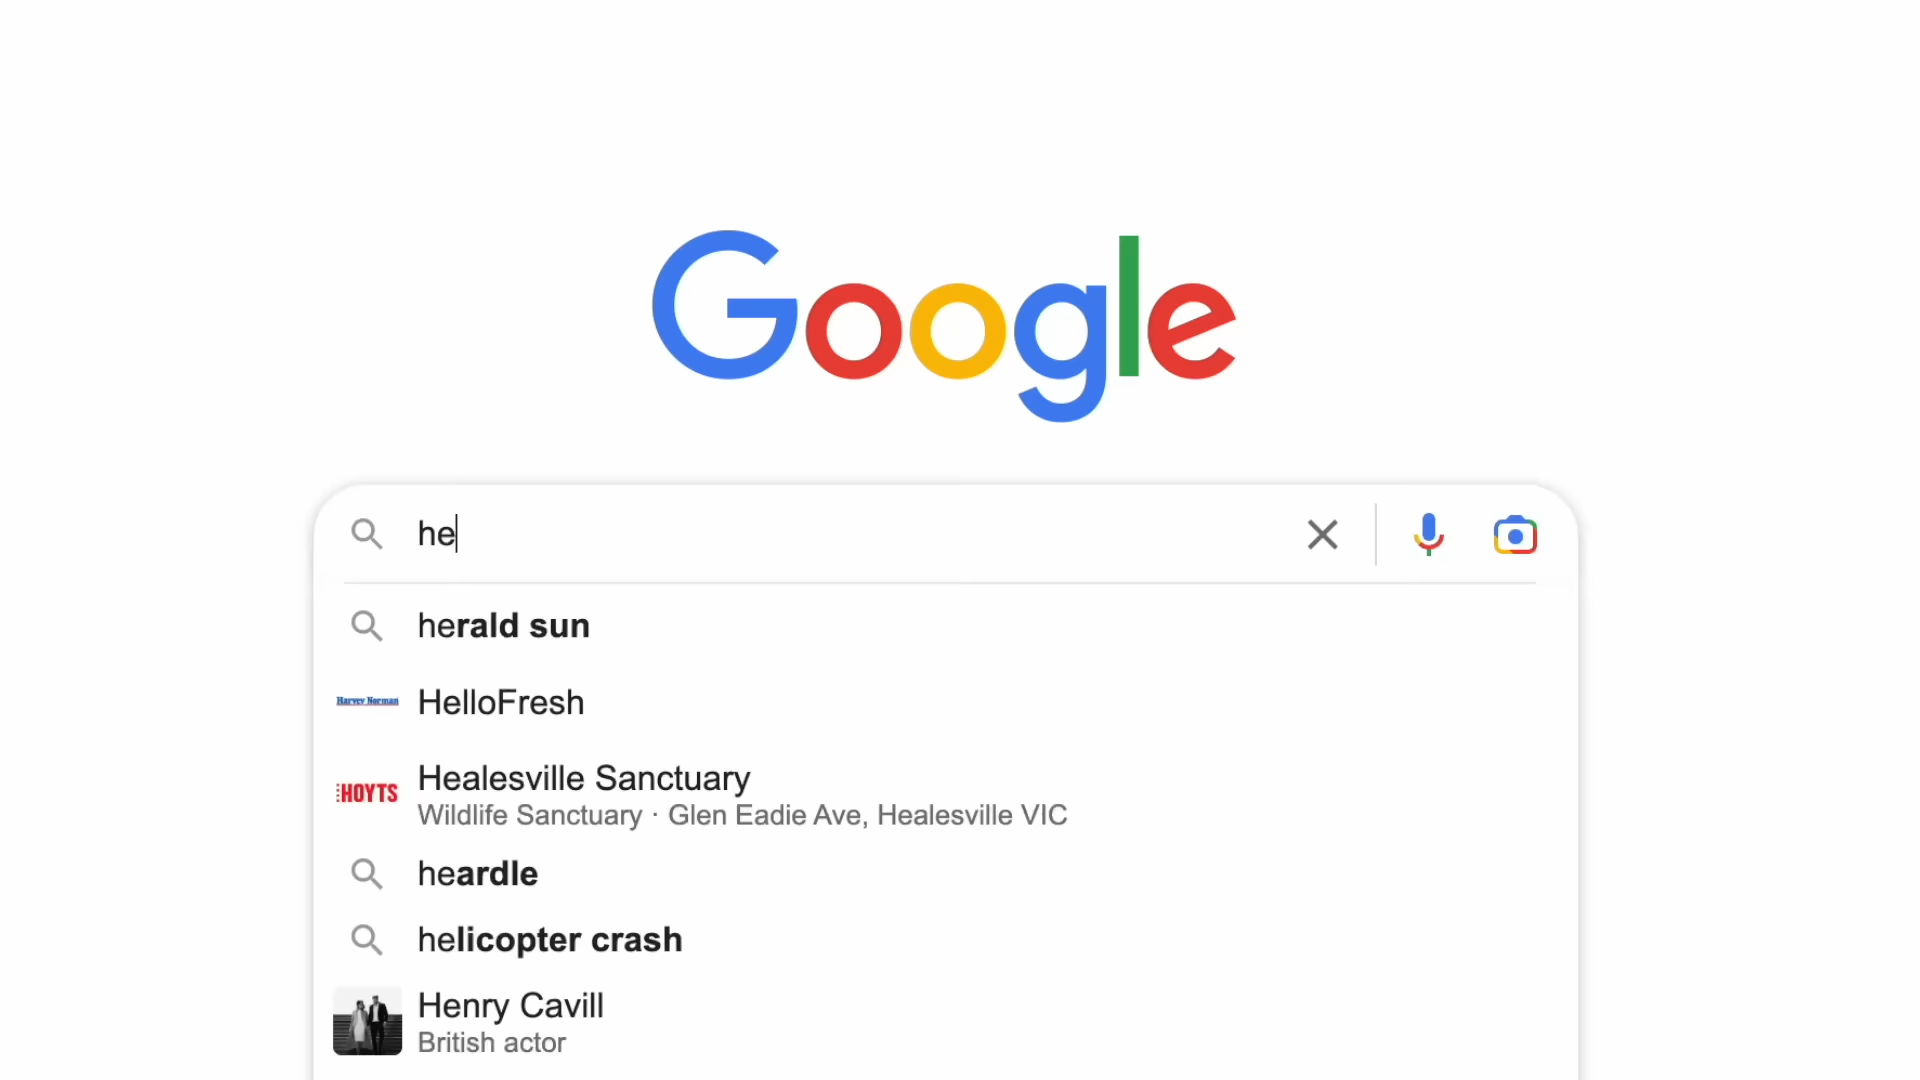 Google
he
herald sun
Harvey Norman
HelloFresh
HOYTS
Healesville Sanctuary
Wildlife Sanctuary · Glen Eadie Ave, Healesville VIC
heardle
helicopter crash
Henry Cavill
British actor